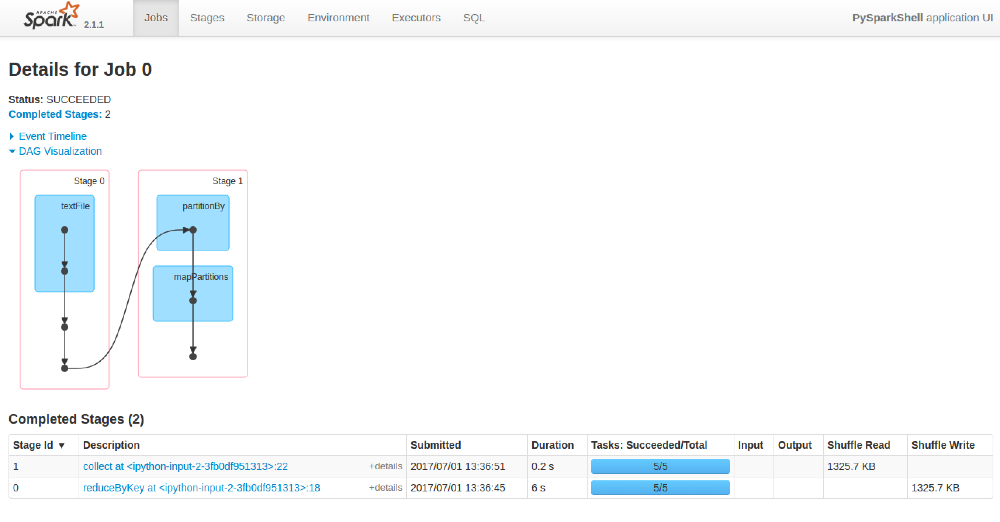 APACHE Spark™ 2.1.1 Jobs Stages Storage Environment Executors SQL PySparkShell application UI
Details for Job 0
Status: SUCCEEDED
Completed Stages: 2
Event Timeline
DAG Visualization
Stage 0 Stage 1
textFile partitionBy
mapPartitions
Completed Stages (2)
Stage Id ▼ Description Submitted Duration Tasks: Succeeded/Total Input Output Shuffle Read Shuffle Write
1 collect at <ipython-input-2-3fb0df951313>:22 +details 2017/07/01 13:36:51 0.2 s 5/5 1325.7 KB
0 reduceByKey at <ipython-input-2-3fb0df951313>:18 +details 2017/07/01 13:36:45 6 s 5/5 1325.7 KB